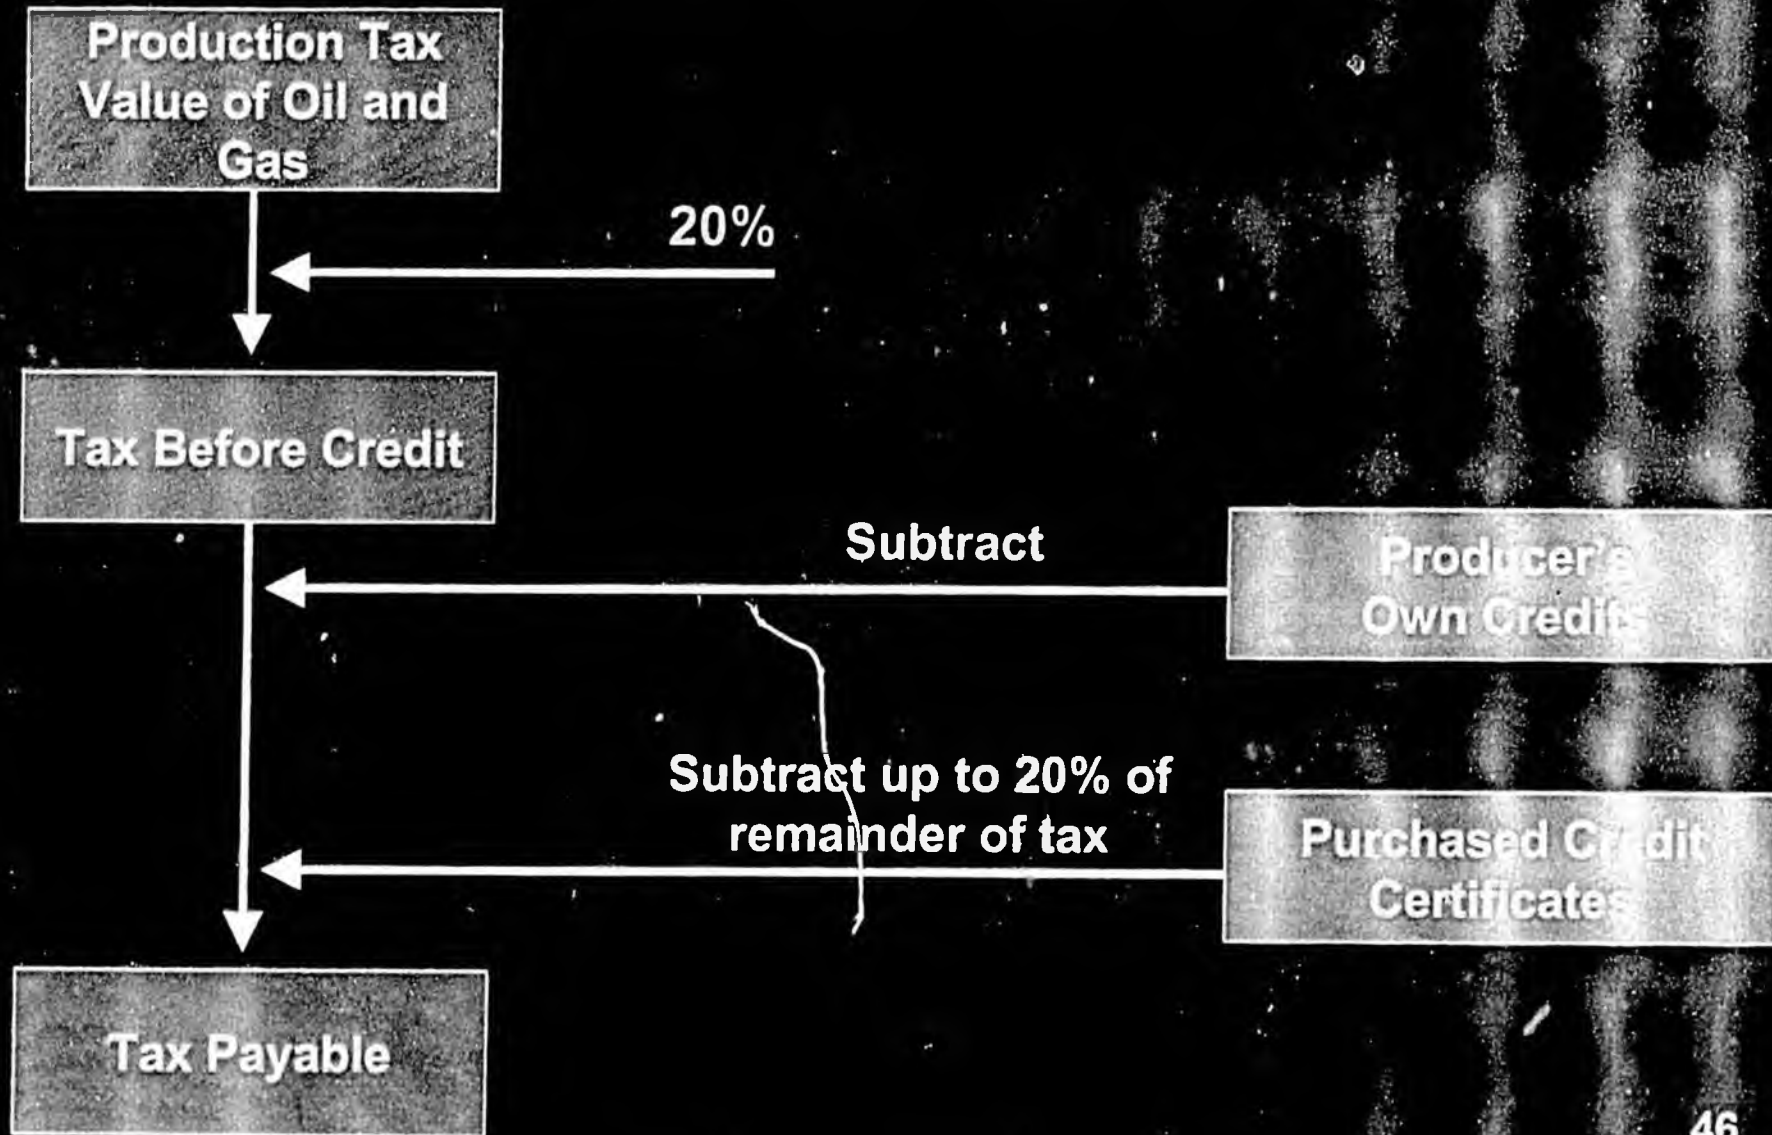 Production Tax
Value of Oil and
Gas
20%
Tax Before Credit
Subtract
Producer's
Own Credits
Subtract up to 20% of
remainder of tax
Purchased Credit
Certificates
Tax Payable
46